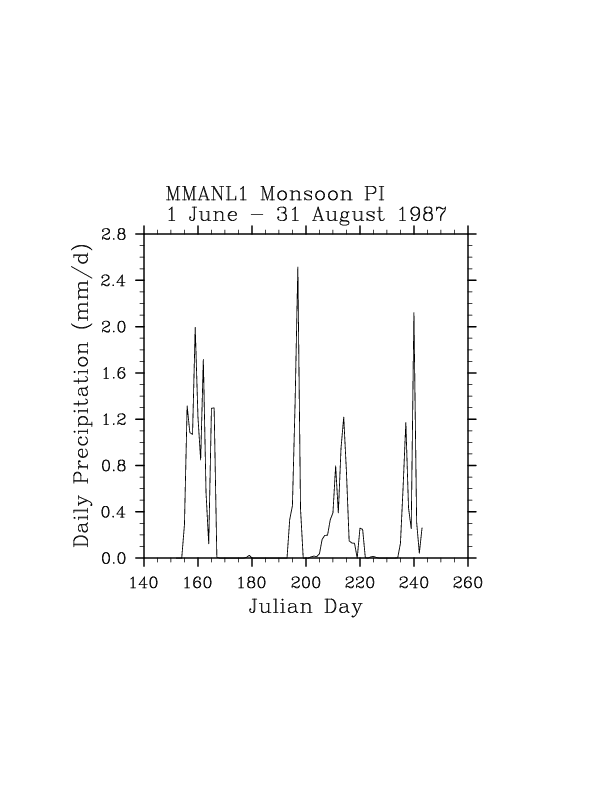 MMANL1 Monsoon PI
1 June - 31 August 1987
Daily Precipitation (mm/d)
2.8
2.4
2.0
1.6
1.2
0.8
0.4
0.0
140 160 180 200 220 240 260
Julian Day